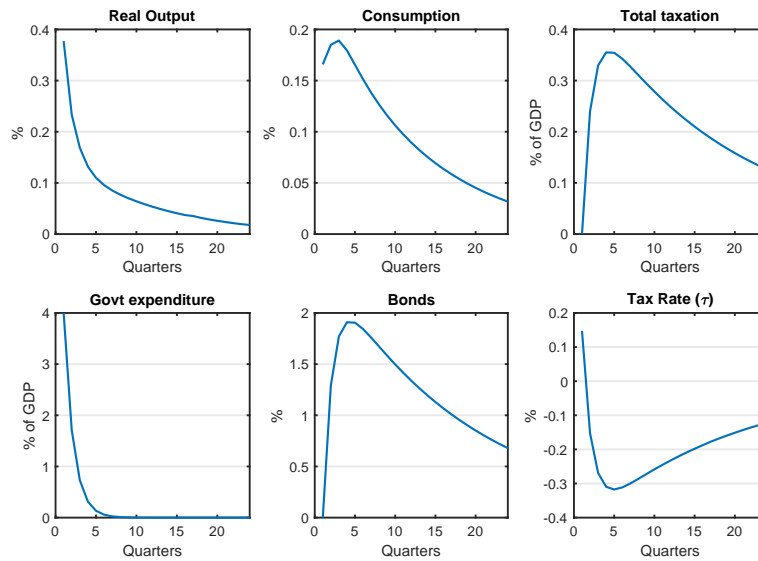 Real Output
0.4
0.3
0.2
0.1
0
%
0 5 10 15 20
Quarters
Consumption
0.2
0.15
0.1
0.05
0
%
0 5 10 15 20
Quarters
Total taxation
0.4
0.3
0.2
0.1
0
% of GDP
0 5 10 15 20
Quarters
Govt expenditure
4
3
2
1
0
% of GDP
0 5 10 15 20
Quarters
Bonds
2
1.5
1
0.5
0
%
0 5 10 15 20
Quarters
Tax Rate (τ)
0.2
0.1
0
-0.1
-0.2
-0.3
-0.4
%
0 5 10 15 20
Quarters